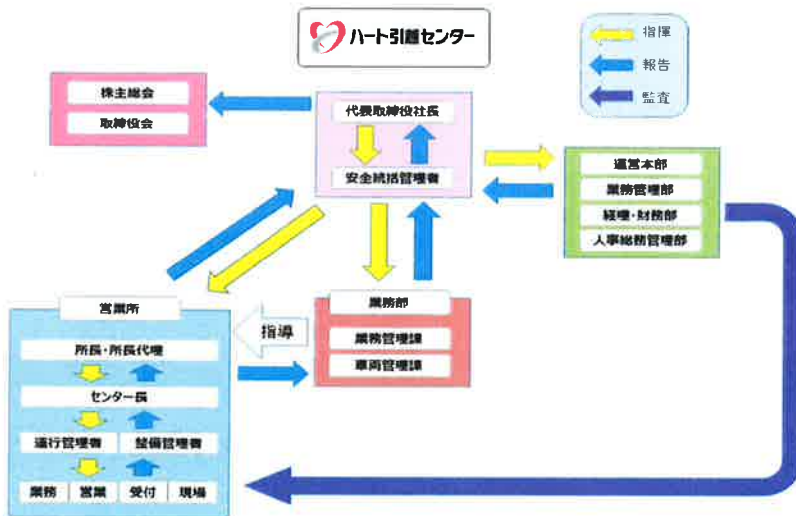 ハート引越センター
指揮
報告
監査
株主総会
取締役会
代表取締役社長
安全統括管理者
運営本部
業務管理部
経理・財務部
人事総務管理部
営業所
業務部
指導
業務管理課
車両管理課
所長・所長代理
センター長
運行管理者 整備管理者
業務 営業 受付 現場